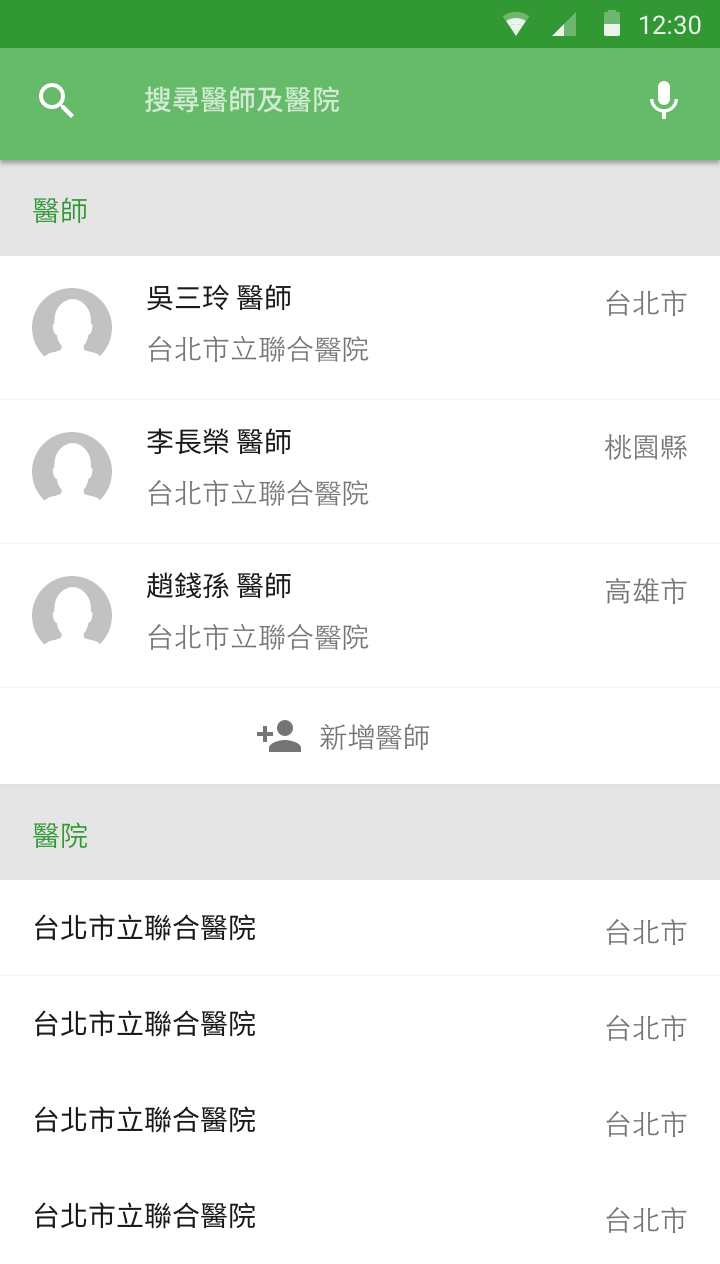 12:30
搜尋醫師及醫院
醫師
吳三玲 醫師
台北市
台北市立聯合醫院
李長榮 醫師
桃園縣
台北市立聯合醫院
趙錢孫 醫師
高雄市
台北市立聯合醫院
新增醫師
醫院
台北市立聯合醫院 台北市
台北市立聯合醫院 台北市
台北市立聯合醫院 台北市
台北市立聯合醫院 台北市